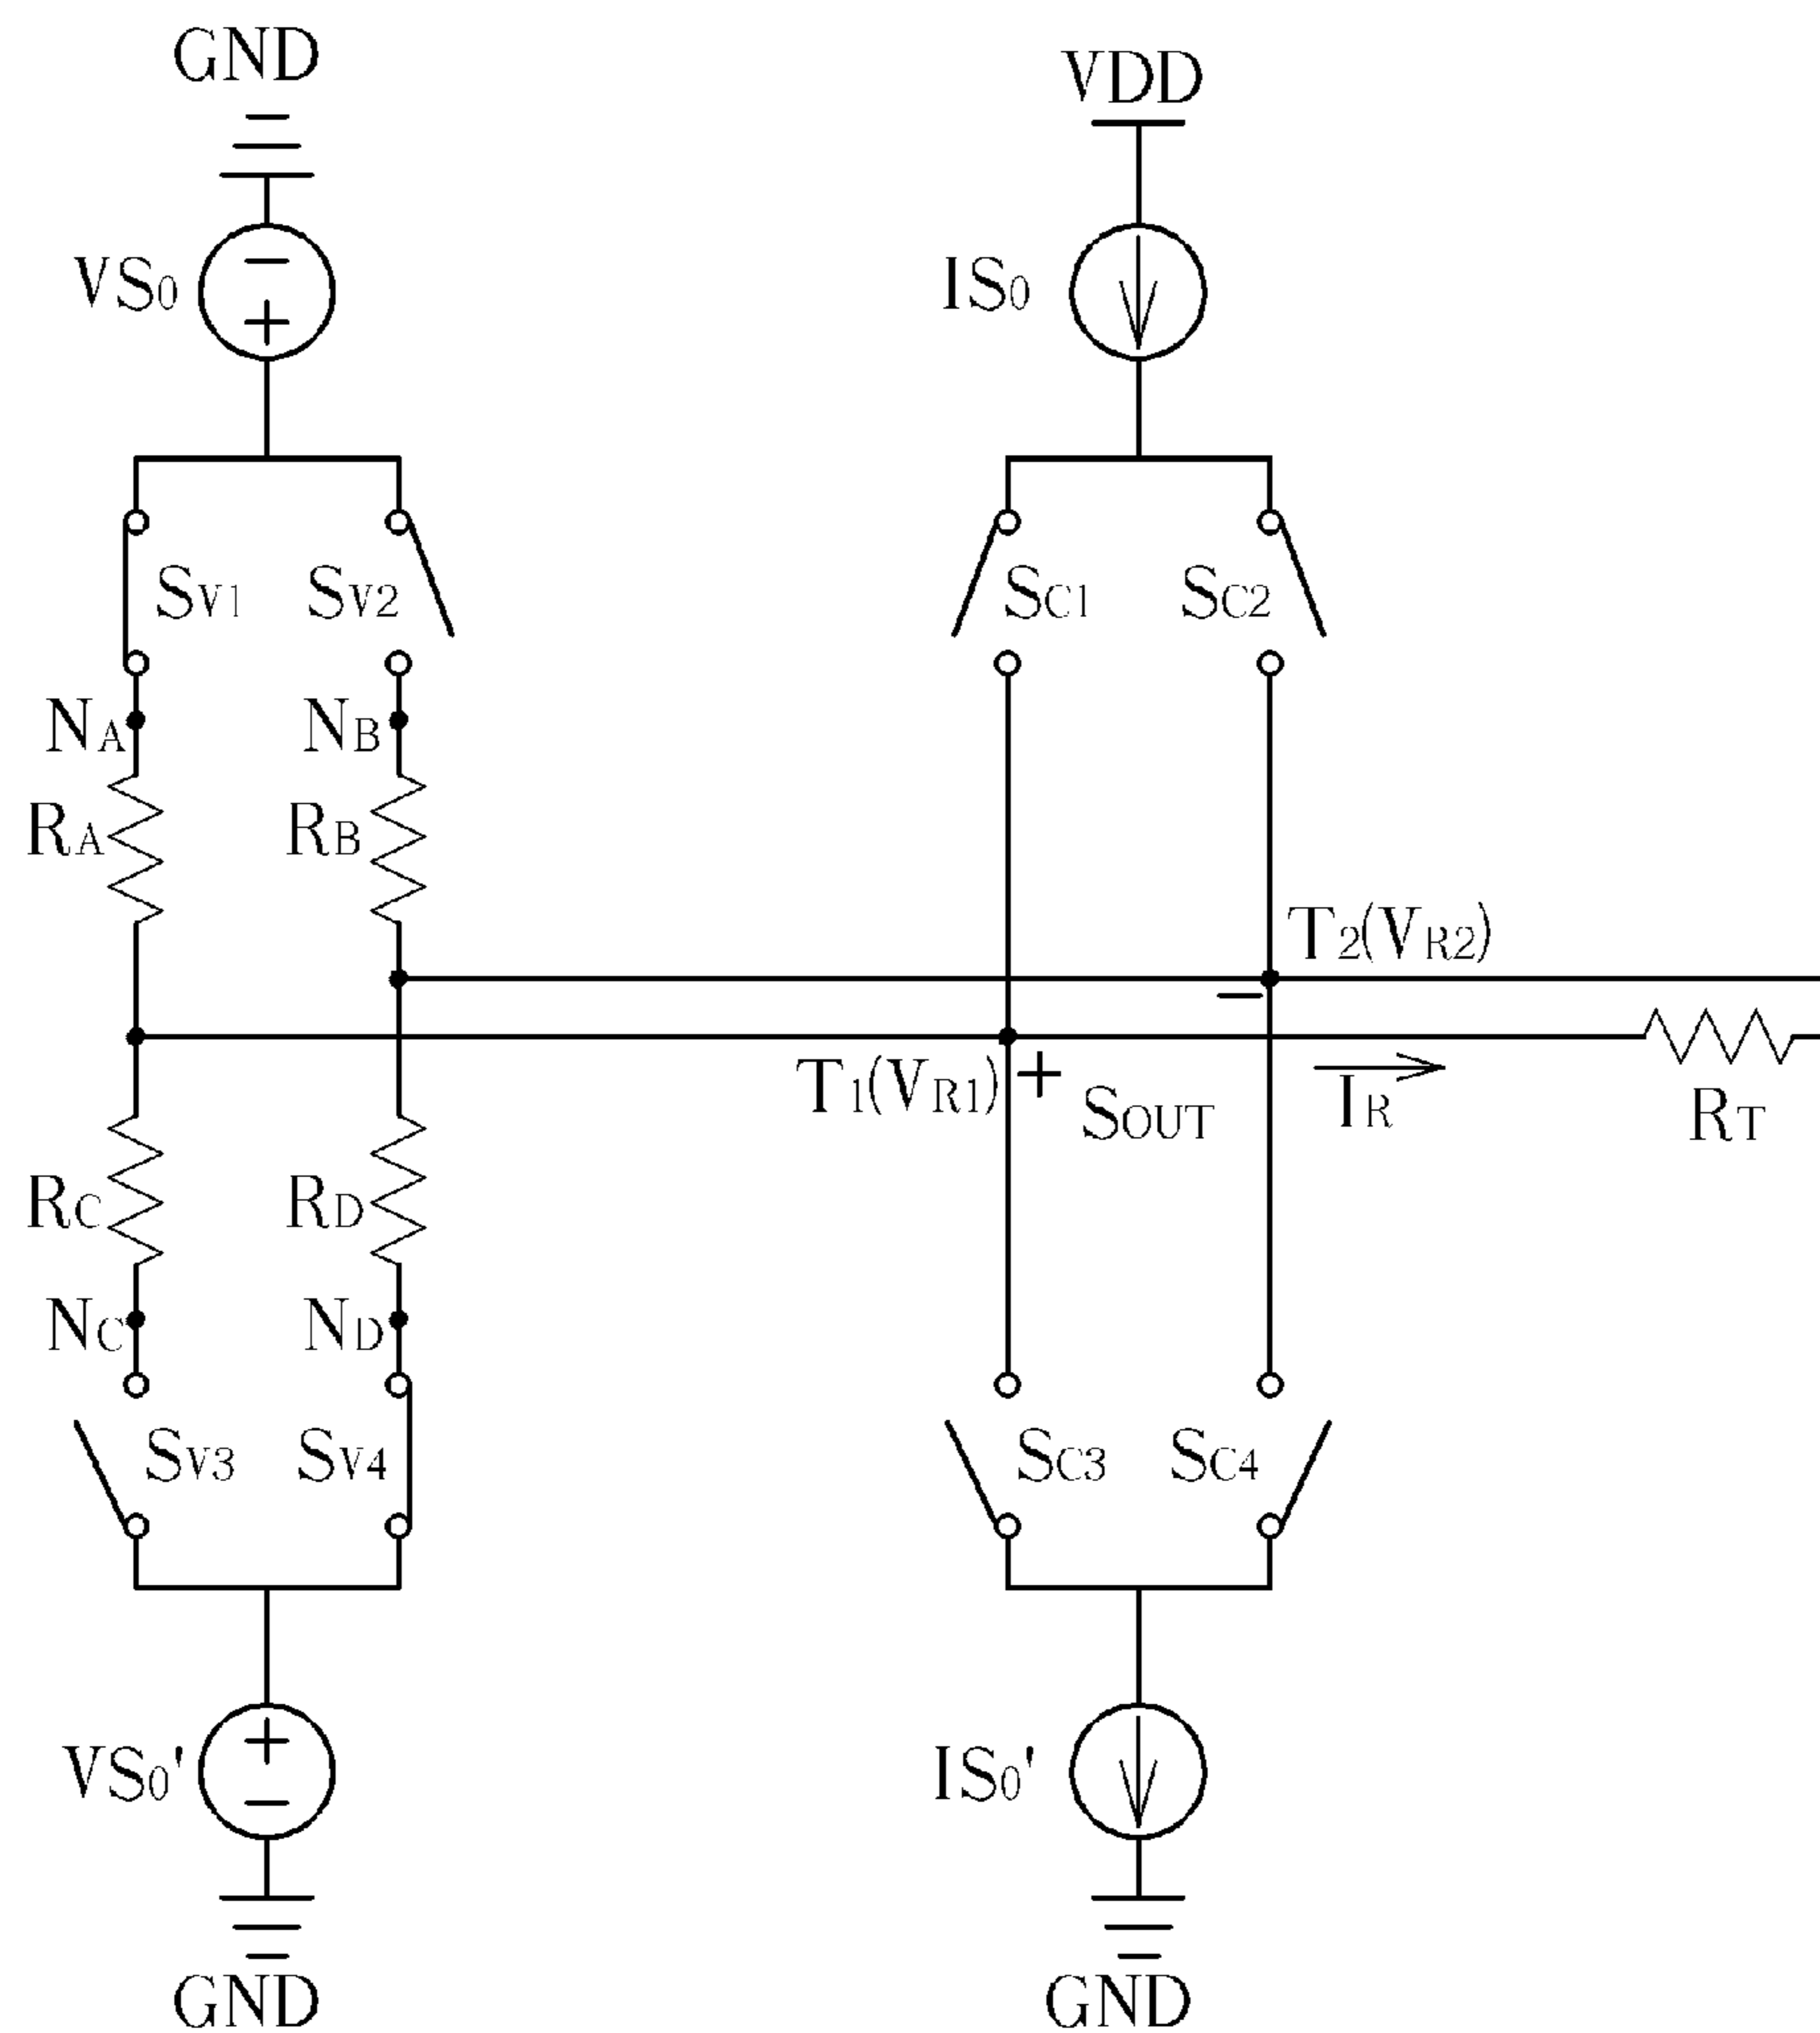 GND
VDD
VS0
IS0
SV1 SV2
SC1 SC2
NA NB
RA RB
T2(VR2)
T1(VR1)
SOUT
IR
RT
RC RD
NC ND
SV3 SV4
SC3 SC4
VS0'
IS0'
GND
GND